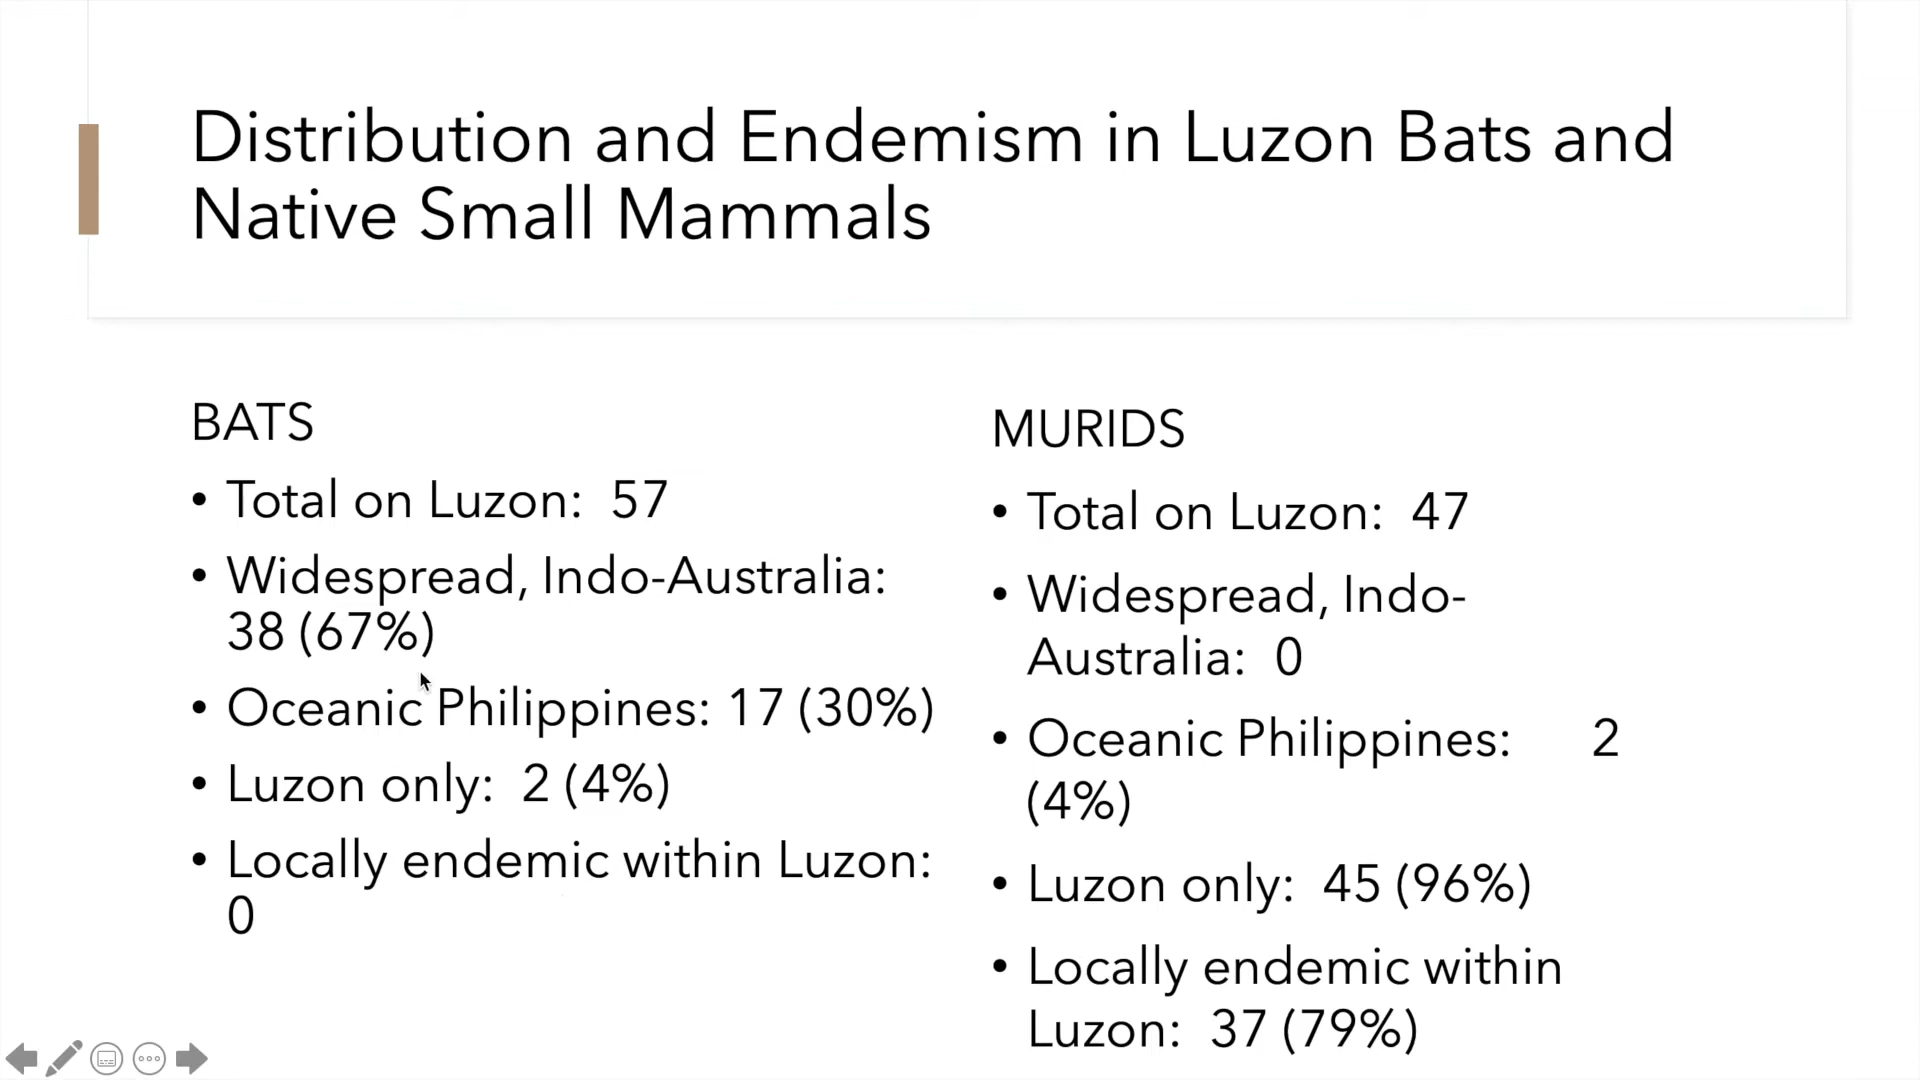 Distribution and Endemism in Luzon Bats and
Native Small Mammals
BATS
• Total on Luzon:  57
• Widespread, Indo-Australia:
38 (67%)
• Oceanic Philippines: 17 (30%)
• Luzon only:  2 (4%)
• Locally endemic within Luzon:
0
MURIDS
• Total on Luzon:  47
• Widespread, Indo-
Australia:  0
• Oceanic Philippines:     2
(4%)
• Luzon only:  45 (96%)
• Locally endemic within
Luzon:  37 (79%)